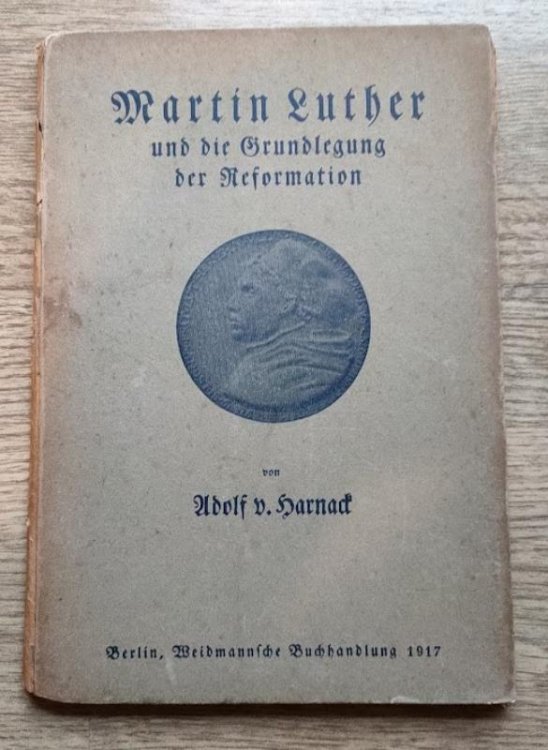 Martin Luther
und die Grundlegung
der Reformation
von
Adolf v. Harnack
Berlin, Weidmannsche Buchhandlung 1917